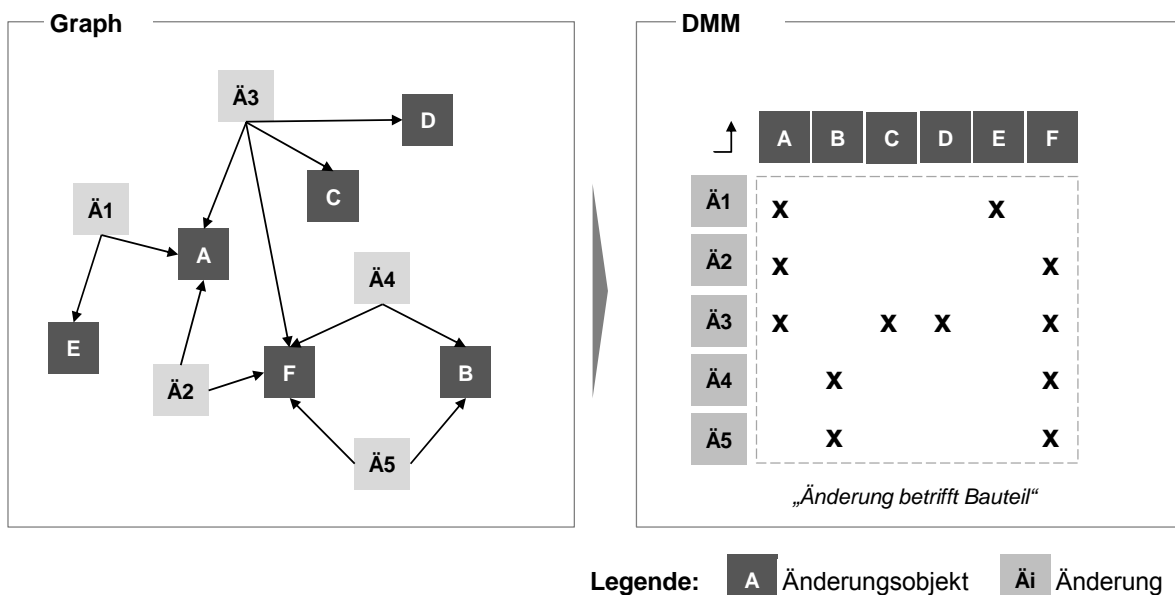 Graph
Ä3
D
C
Ä1
A
Ä4
E
F
B
Ä2
Ä5
DMM
A B C D E F
Ä1 x x
Ä2 x x
Ä3 x x x x
Ä4 x x
Ä5 x x
„Änderung betrifft Bauteil“
Legende: A Änderungsobjekt Äi Änderung